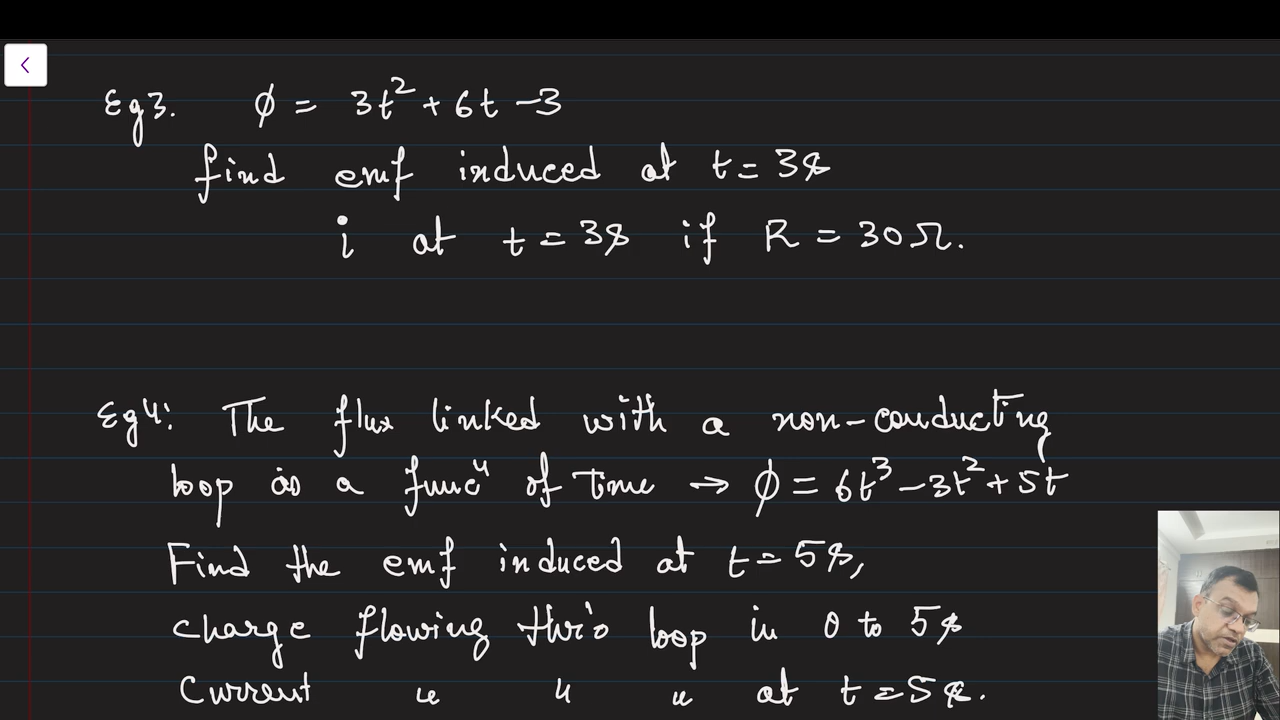 Eg3. ϕ = 3t² + 6t - 3
find emf induced at t = 3s
i at t = 3s if R = 30Ω.
Eg4: The flux linked with a non-conducting
loop as a funcⁿ of Time → ϕ = 6t³ - 3t² + 5t
Find the emf induced at t = 5s,
charge flowing thro loop in 0 to 5s
Current " " " at t = 5s.